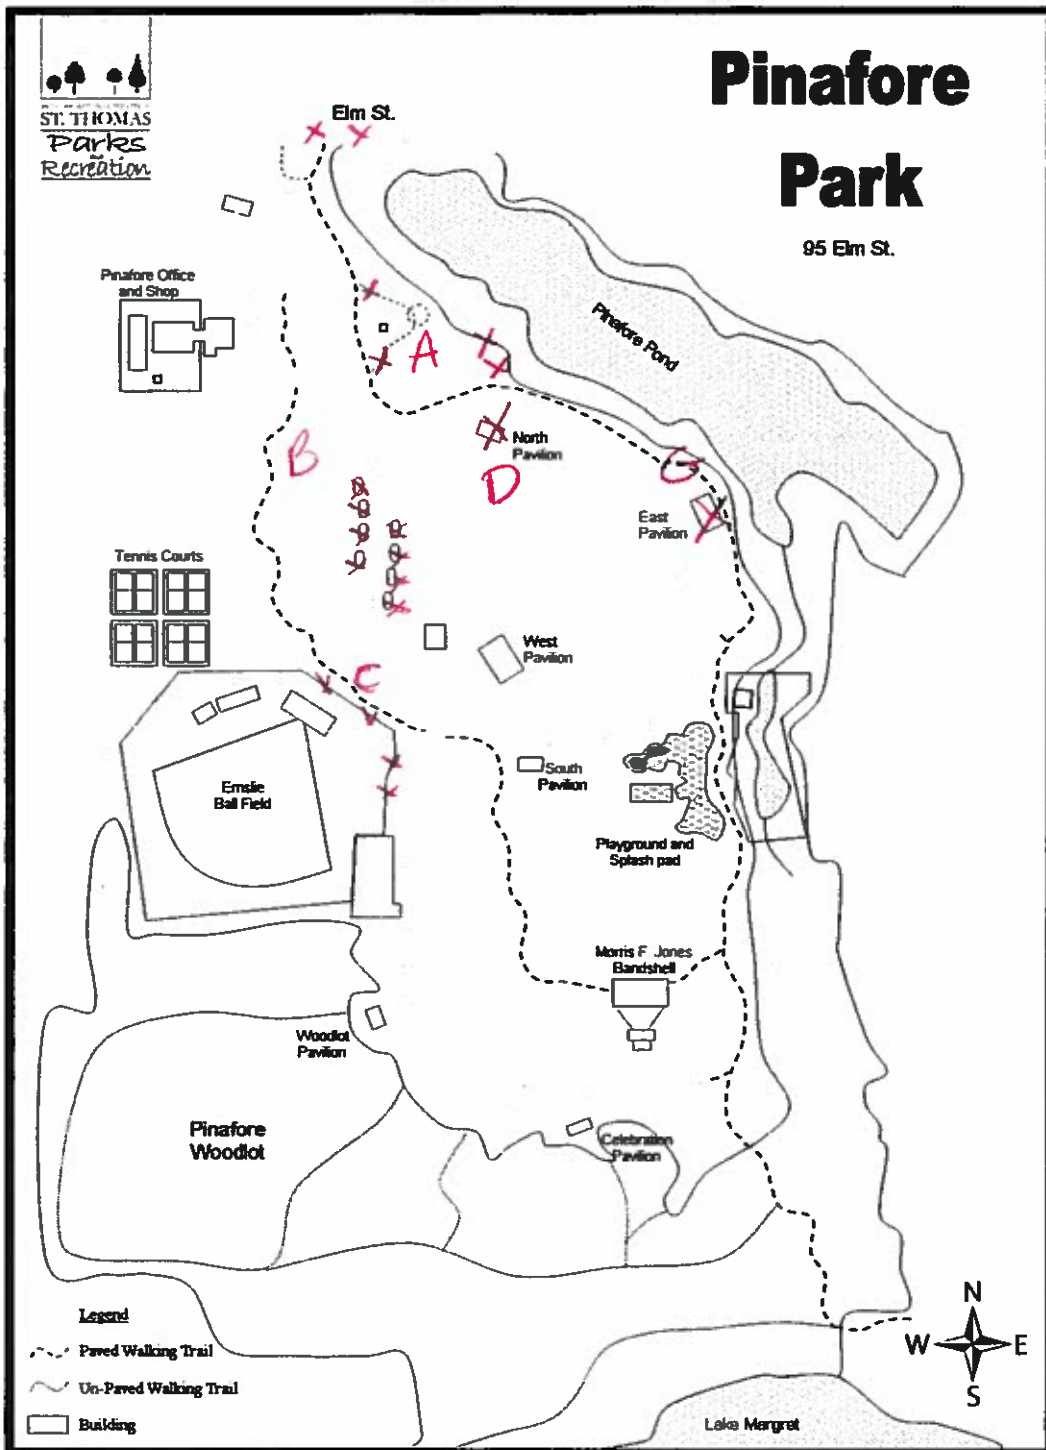 Pinafore
Park
95 Elm St.
ST. THOMAS
Parks
Recreation
Elm St.
Pinafore Office
and Shop
Pinafore Pond
A
B
North
Pavilion
D
East
Pavilion
Tennis Courts
West
Pavilion
C
South
Pavilion
Emslie
Ball Field
Playground and
Splash pad
Morris F. Jones
Bandshell
Woodlot
Pavilion
Pinafore
Woodlot
Celebration
Pavilion
Legend
Paved Walking Trail
Un-Paved Walking Trail
Building
N
W E
S
Lake Margret